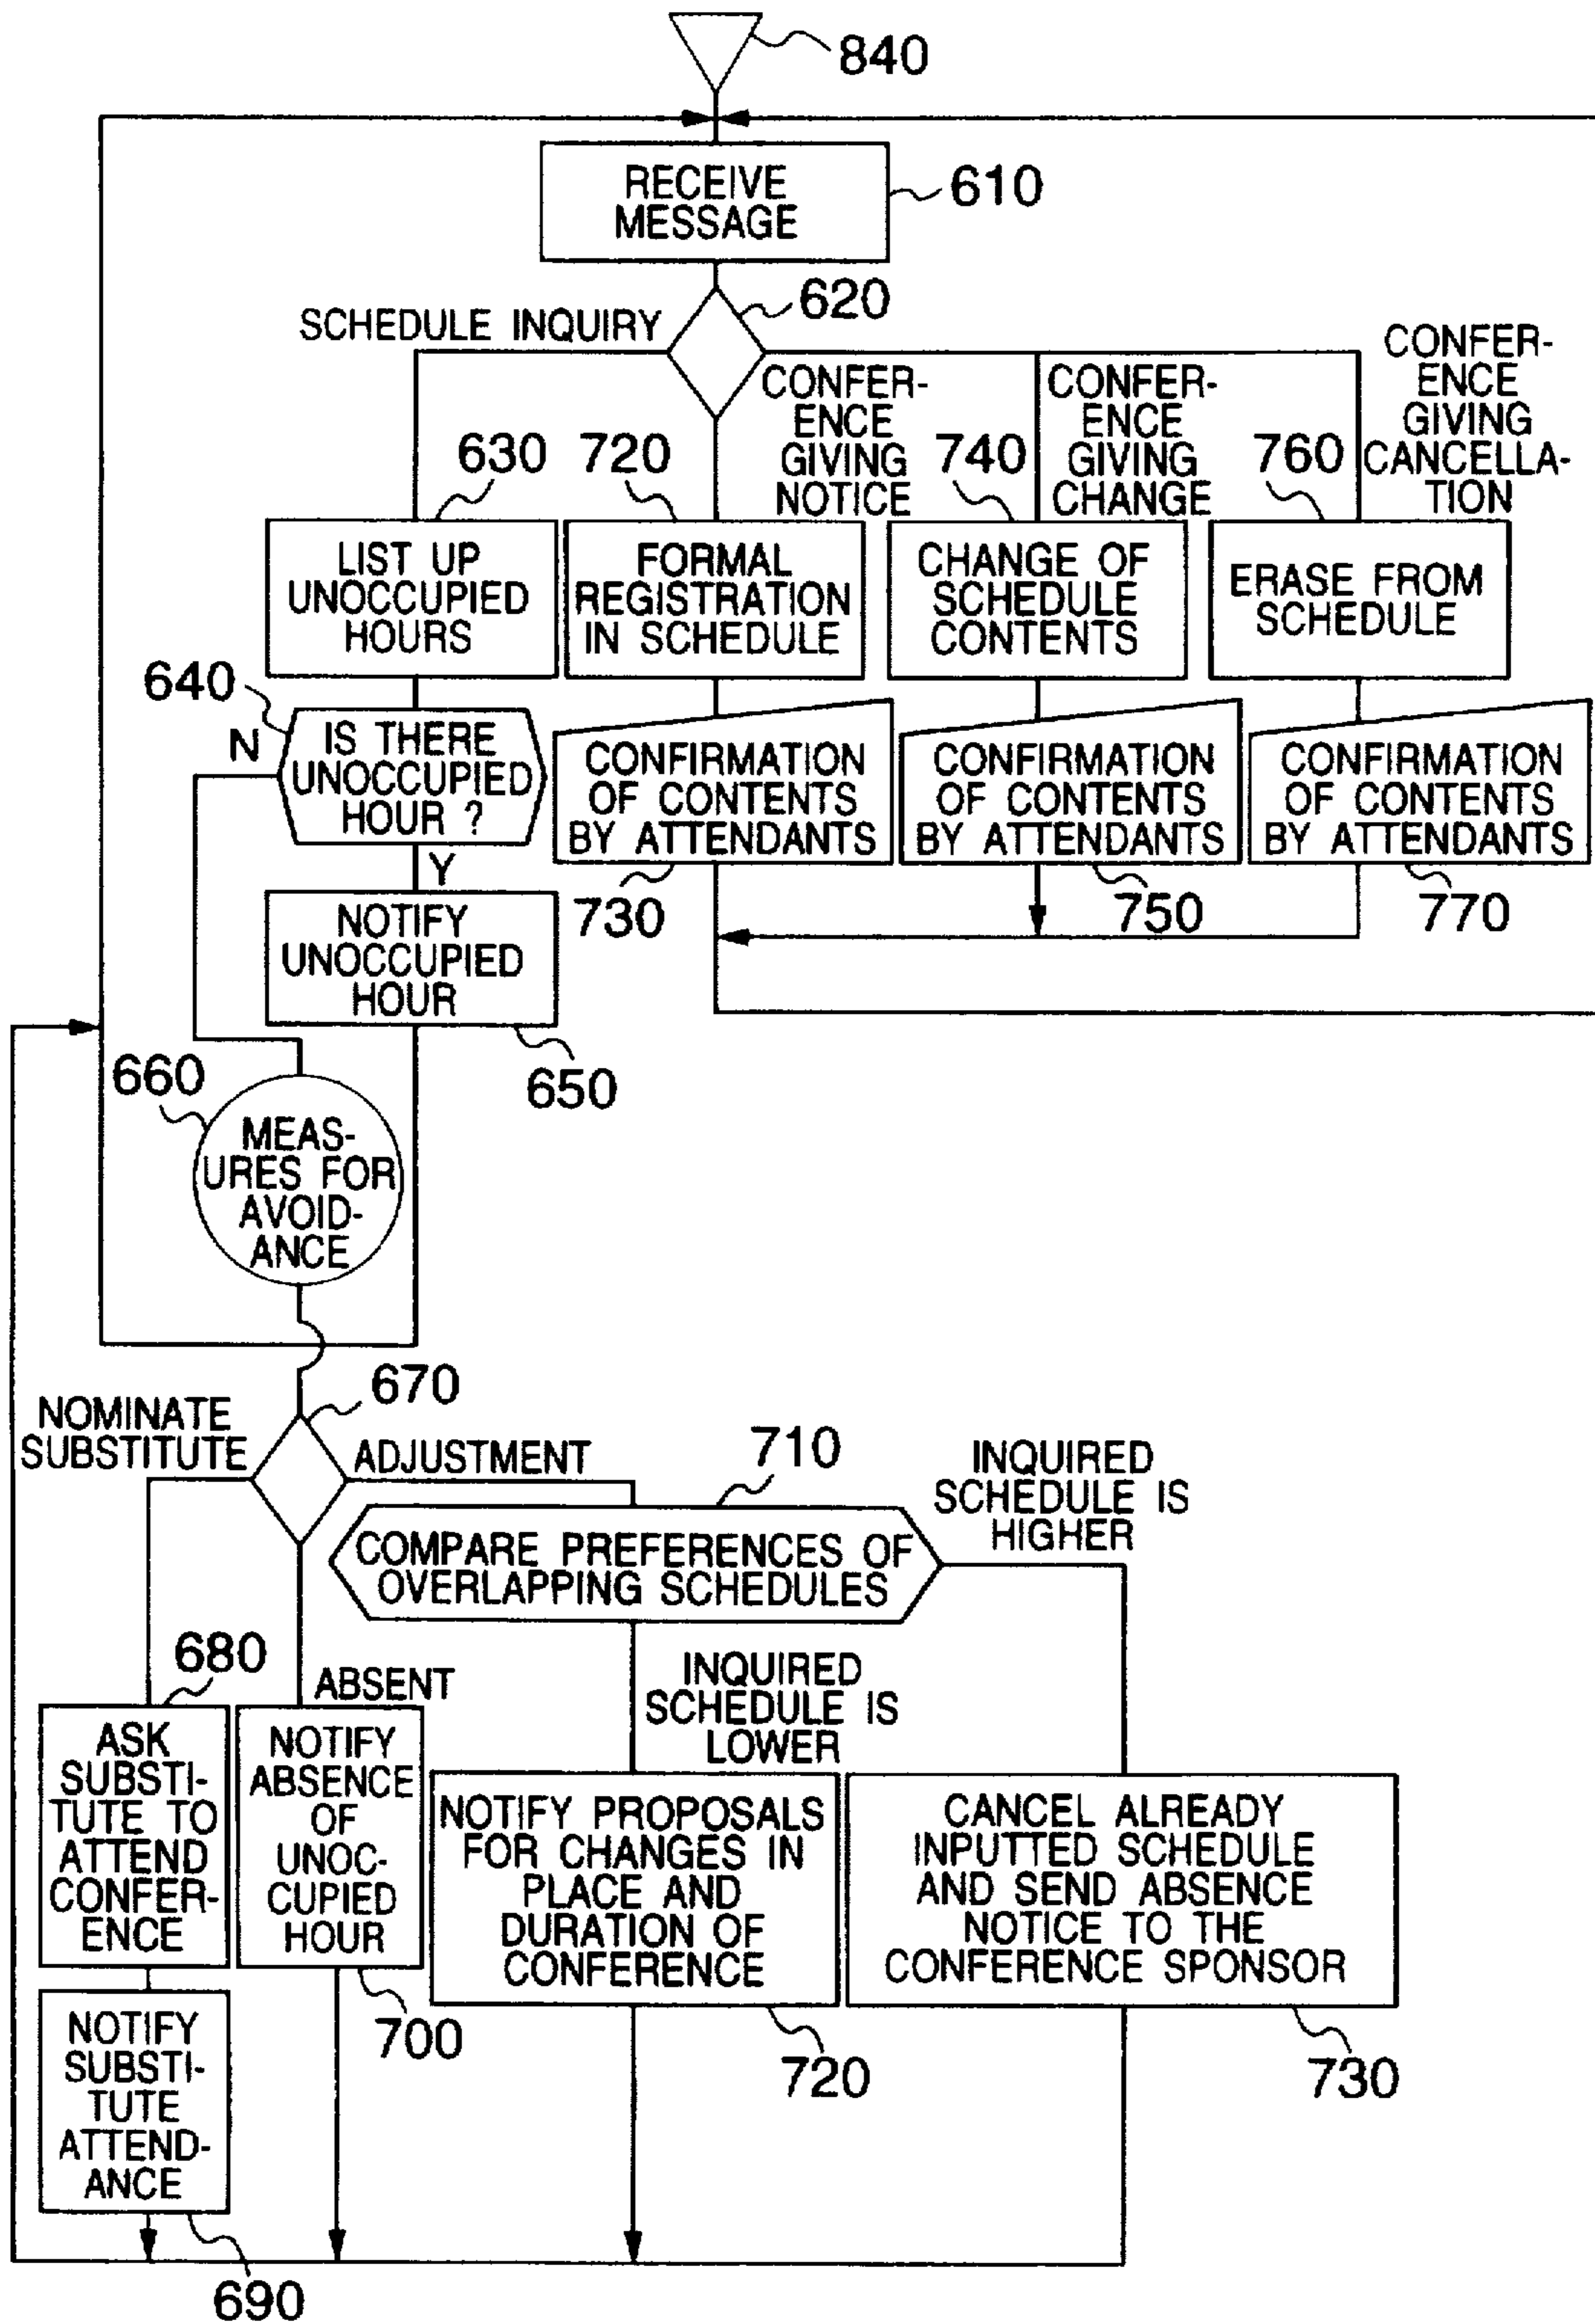 840
RECEIVE
MESSAGE
610
620
SCHEDULE INQUIRY
CONFER-
ENCE
GIVING
NOTICE
CONFER-
ENCE
GIVING
CHANGE
CONFER-
ENCE
GIVING
CANCELLA-
TION
630
720
740
760
LIST UP
UNOCCUPIED
HOURS
FORMAL
REGISTRATION
IN SCHEDULE
CHANGE OF
SCHEDULE
CONTENTS
ERASE FROM
SCHEDULE
640
N
IS THERE
UNOCCUPIED
HOUR ?
Y
CONFIRMATION
OF CONTENTS
BY ATTENDANTS
CONFIRMATION
OF CONTENTS
BY ATTENDANTS
CONFIRMATION
OF CONTENTS
BY ATTENDANTS
730
750
770
NOTIFY
UNOCCUPIED
HOUR
650
660
MEAS-
URES FOR
AVOID-
ANCE
670
NOMINATE
SUBSTITUTE
ADJUSTMENT
710
INQUIRED
SCHEDULE IS
HIGHER
COMPARE PREFERENCES OF
OVERLAPPING SCHEDULES
680
ABSENT
INQUIRED
SCHEDULE IS
LOWER
ASK
SUBSTI-
TUTE TO
ATTEND
CONFER-
ENCE
NOTIFY
ABSENCE
OF
UNOC-
CUPIED
HOUR
NOTIFY PROPOSALS
FOR CHANGES IN
PLACE AND
DURATION OF
CONFERENCE
CANCEL ALREADY
INPUTTED SCHEDULE
AND SEND ABSENCE
NOTICE TO THE
CONFERENCE SPONSOR
700
720
730
NOTIFY
SUBSTI-
TUTE
ATTEND-
ANCE
690